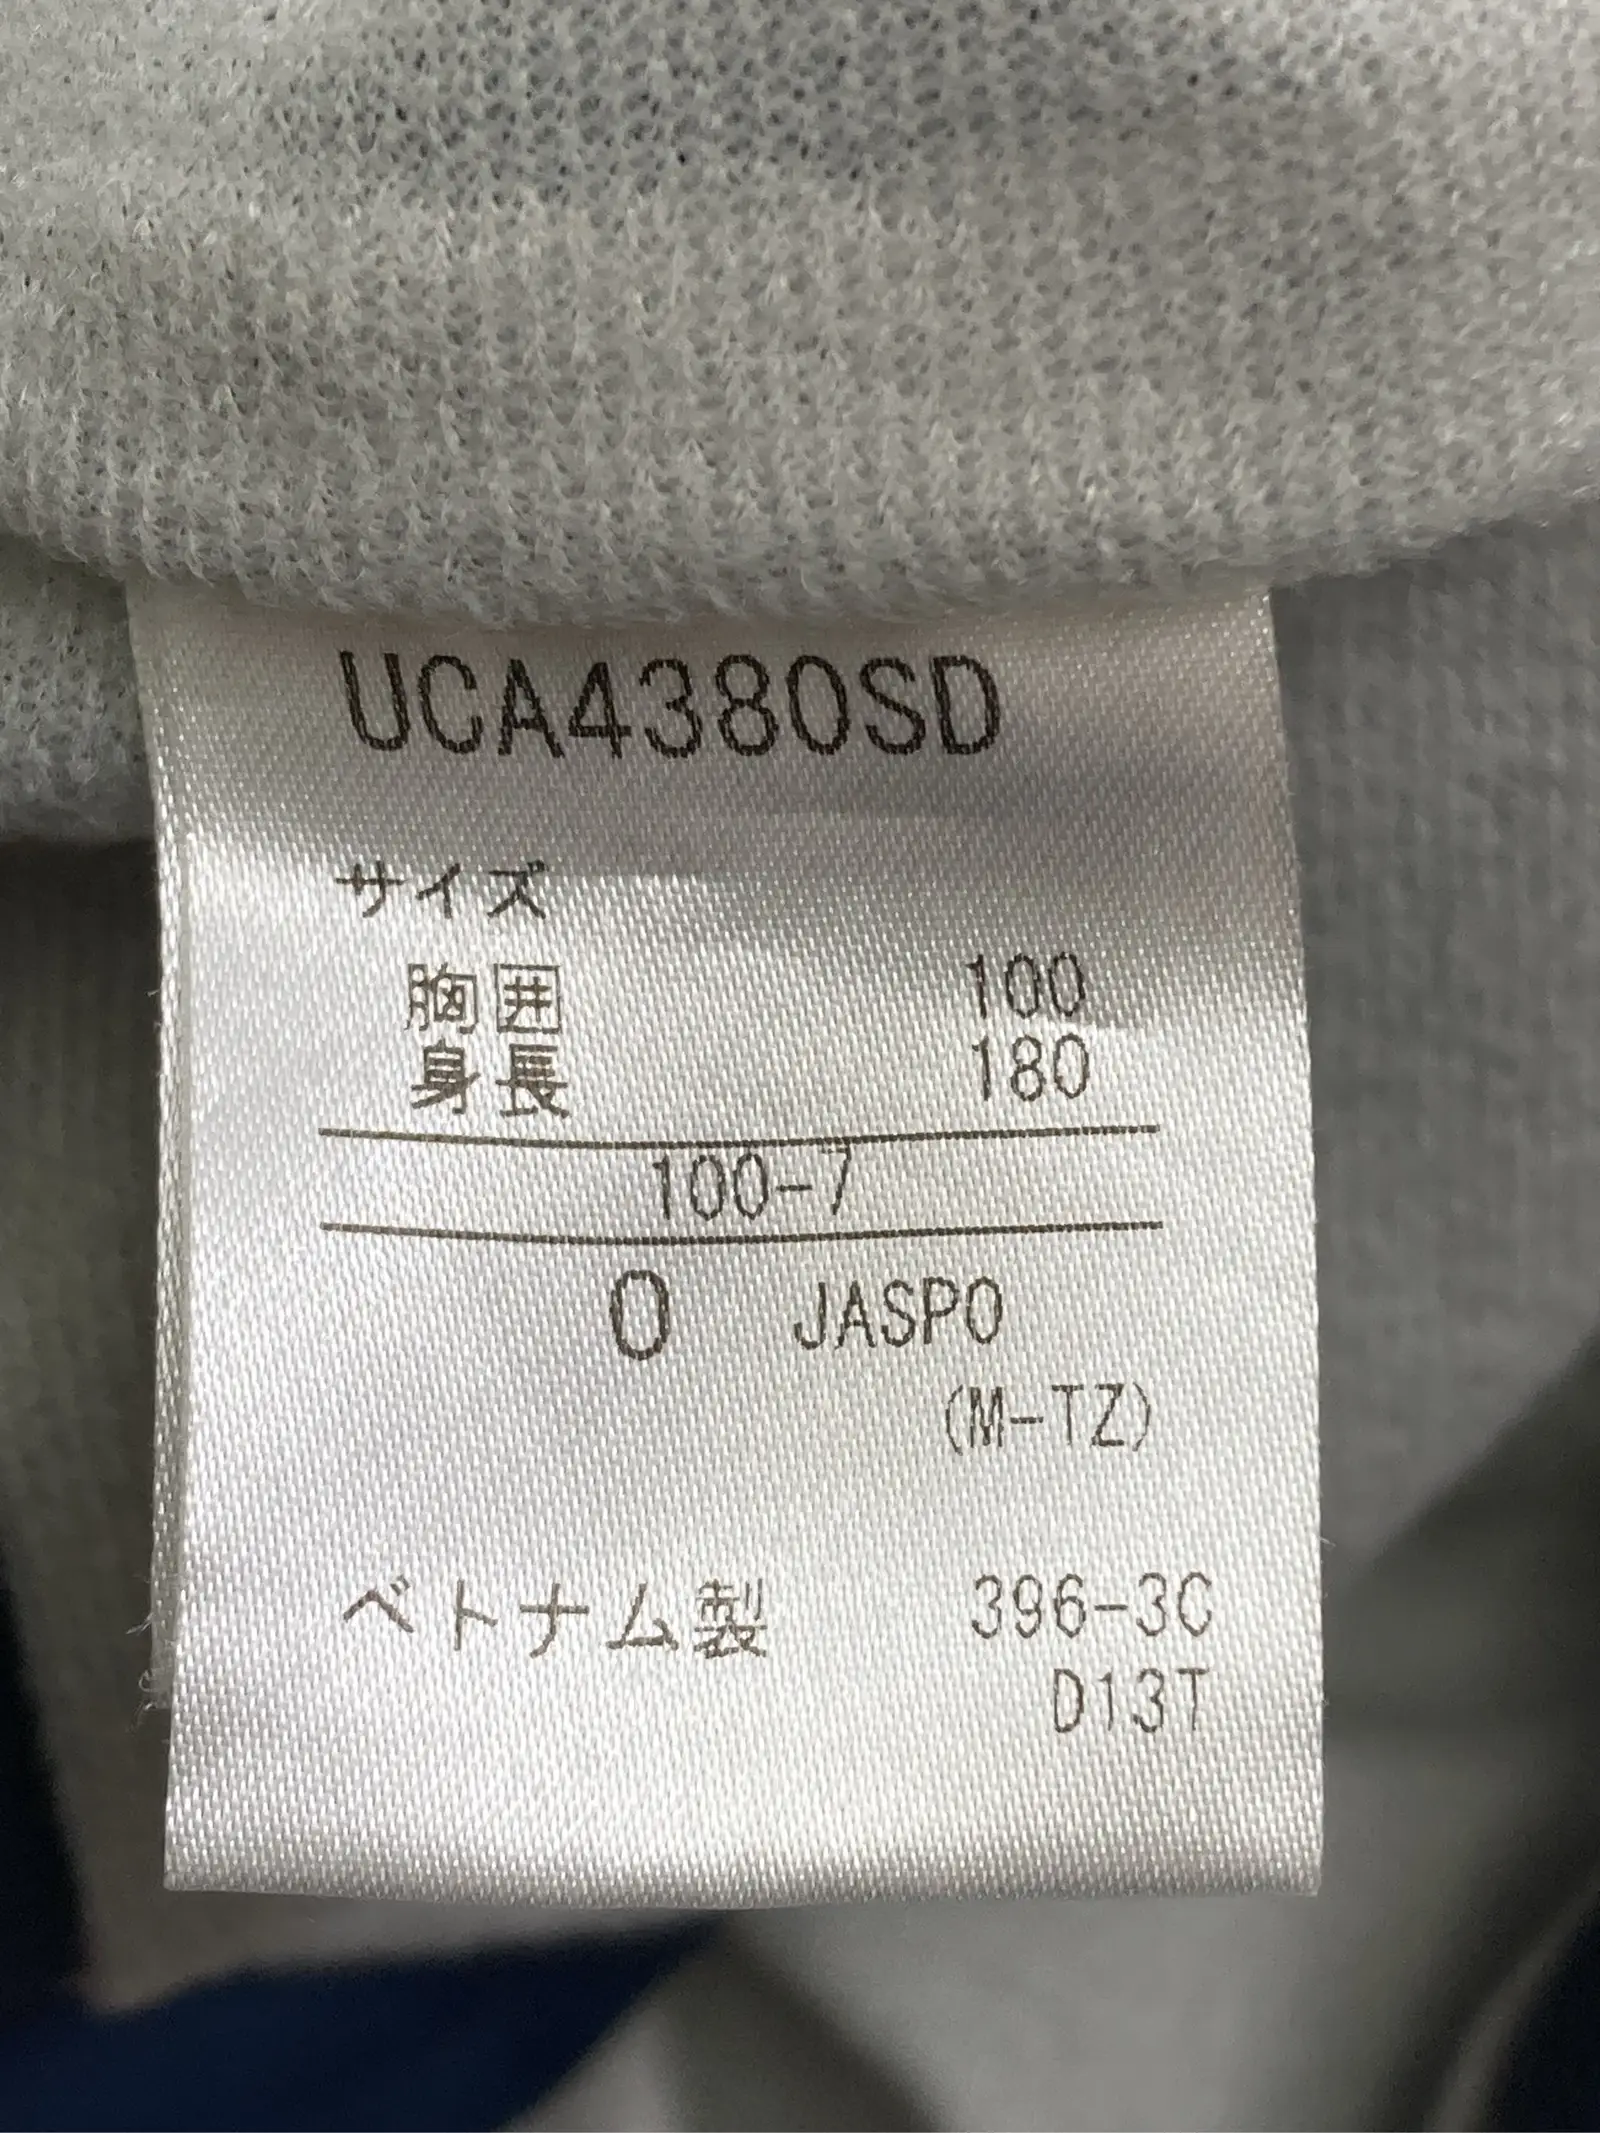 UCA4380SD
サイズ
胸囲 100
身長 180
100-7
O JASPO
(M-TZ)
ベトナム製 396-3C
D13T